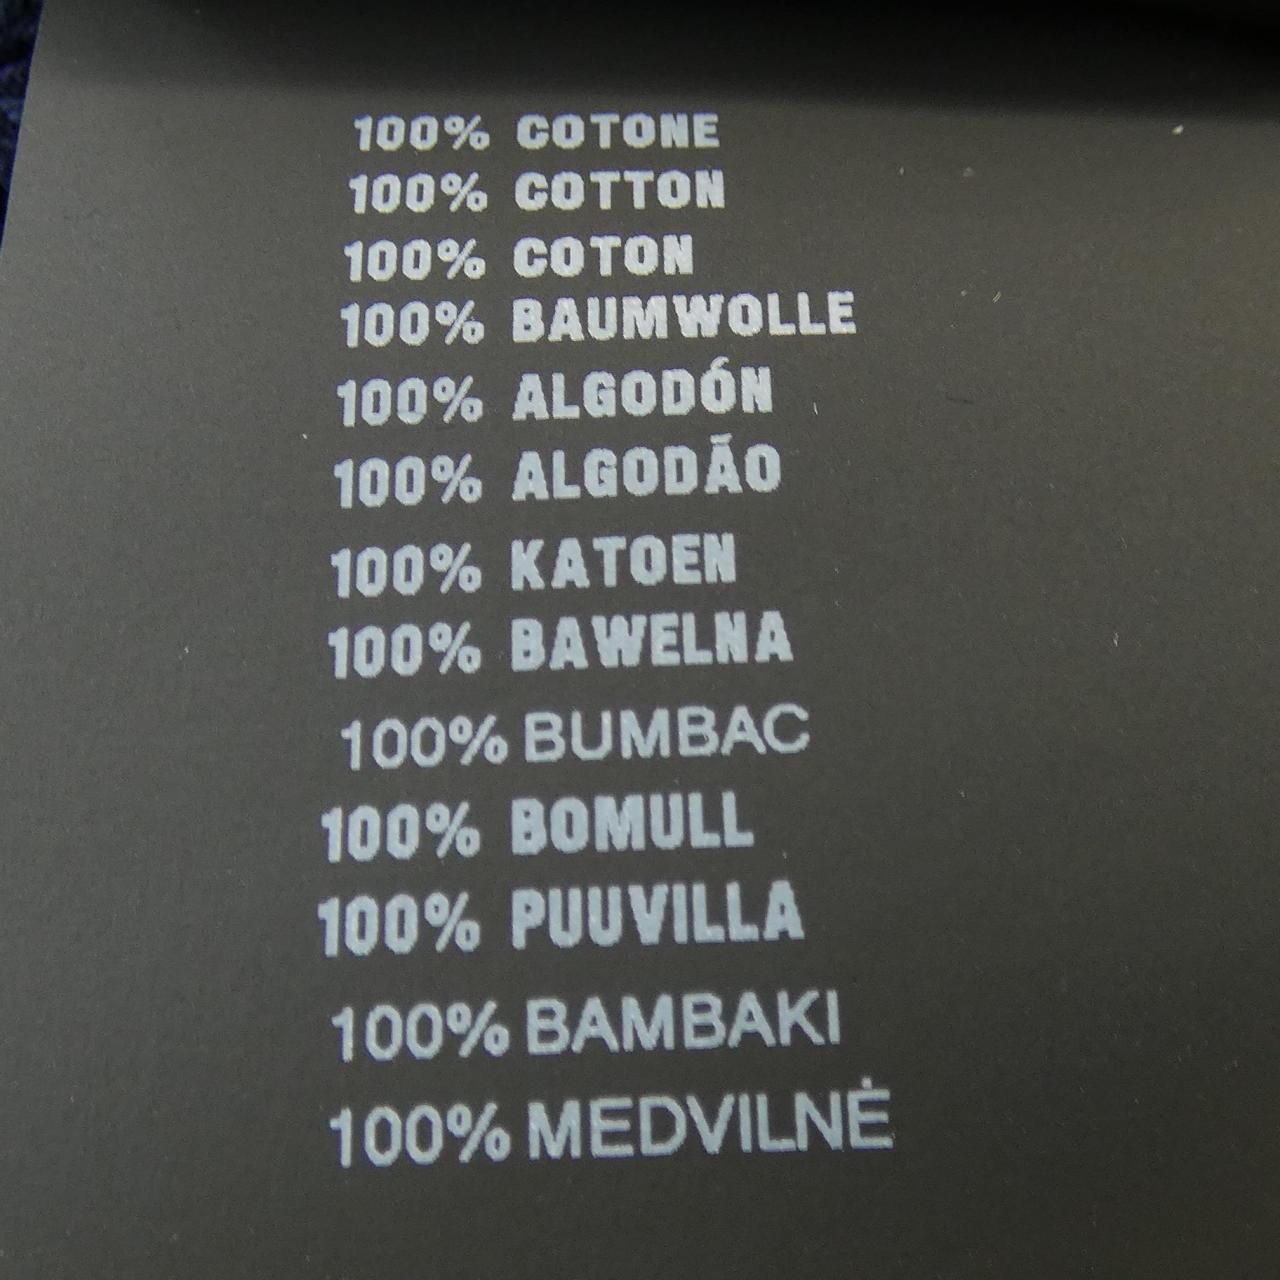 100% COTONE
100% COTTON
100% COTON
100% BAUMWOLLE
100% ALGODÓN
100% ALGODÃO
100% KATOEN
100% BAWELNA
100% BUMBAC
100% BOMULL
100% PUUVILLA
100% BAMBAKI
100% MEDVILNĖ